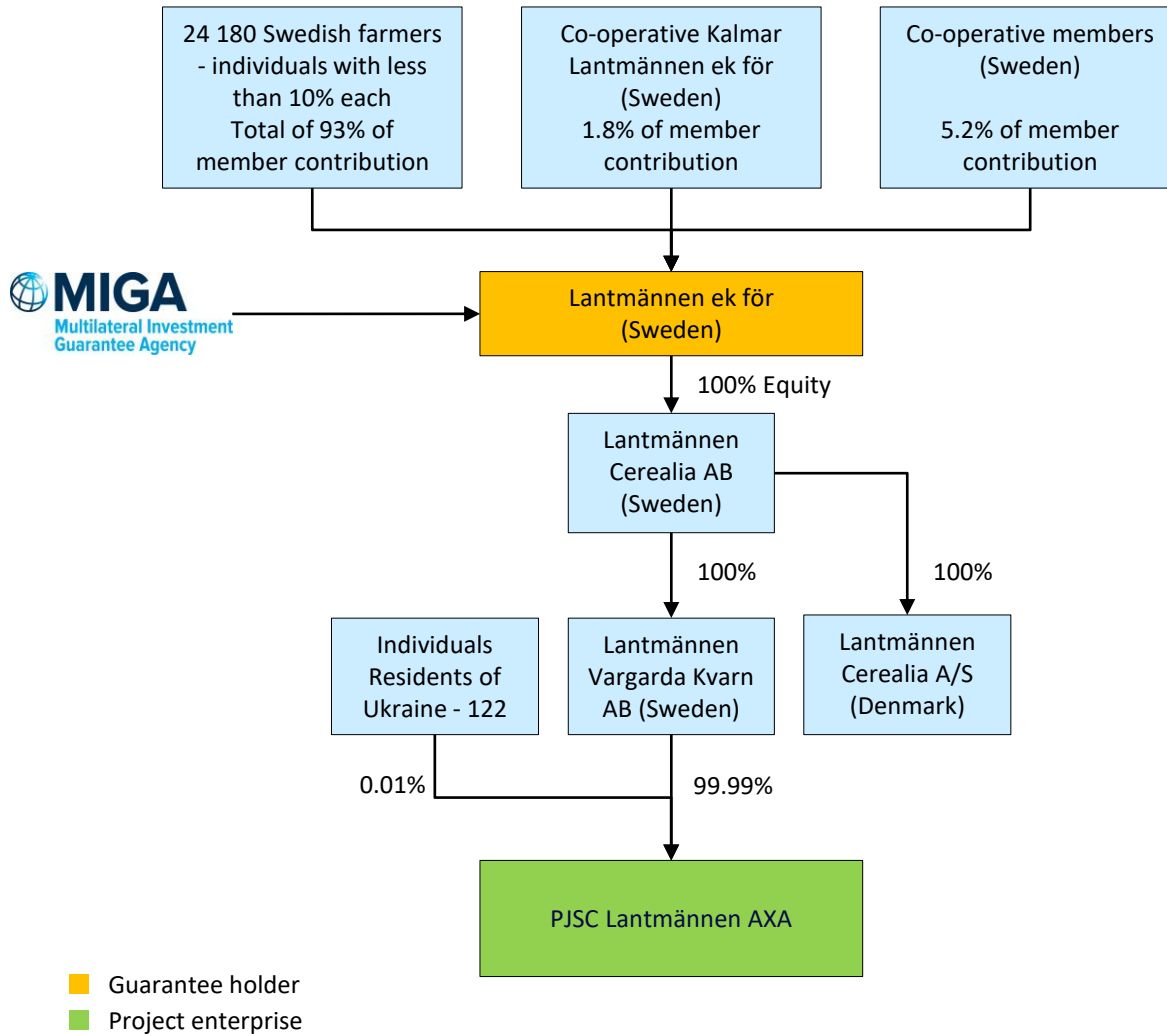 24 180 Swedish farmers
- individuals with less
than 10% each
Total of 93% of
member contribution
Co-operative Kalmar
Lantmännen ek för
(Sweden)
1.8% of member
contribution
Co-operative members
(Sweden)
5.2% of member
contribution
MIGA
Multilateral Investment
Guarantee Agency
Lantmännen ek för
(Sweden)
100% Equity
Lantmännen
Cerealia AB
(Sweden)
100%
100%
Individuals
Residents of
Ukraine - 122
Lantmännen
Vargarda Kvarn
AB (Sweden)
Lantmännen
Cerealia A/S
(Denmark)
0.01%
99.99%
PJSC Lantmännen AXA
Guarantee holder
Project enterprise